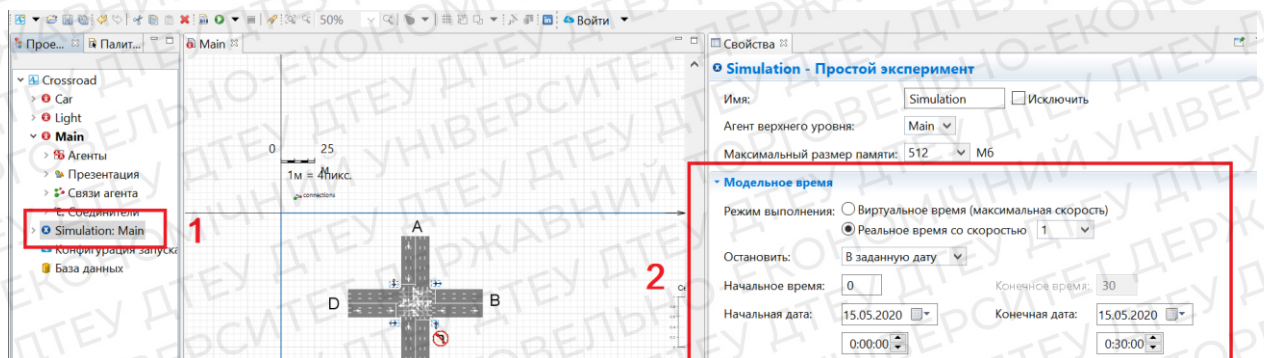 50% Войти
Прое... Палит... Main Свойства
Simulation - Простой эксперимент
Crossroad
Car
Light
Main
Агенты
Презентация
Связи агента
Соединители
Simulation: Main
Конфигурация запуска
База данных
1
0 25
1м = 4пикс.
connections
A
B
D
2
Имя: Simulation Исключить
Агент верхнего уровня: Main
Максимальный размер памяти: 512 Мб
Модельное время
Режим выполнения: Виртуальное время (максимальная скорость)
Реальное время со скоростью 1
Остановить: В заданную дату
Начальное время: 0 Конечное время: 30
Начальная дата: 15.05.2020 Конечная дата: 15.05.2020
0:00:00 0:30:00